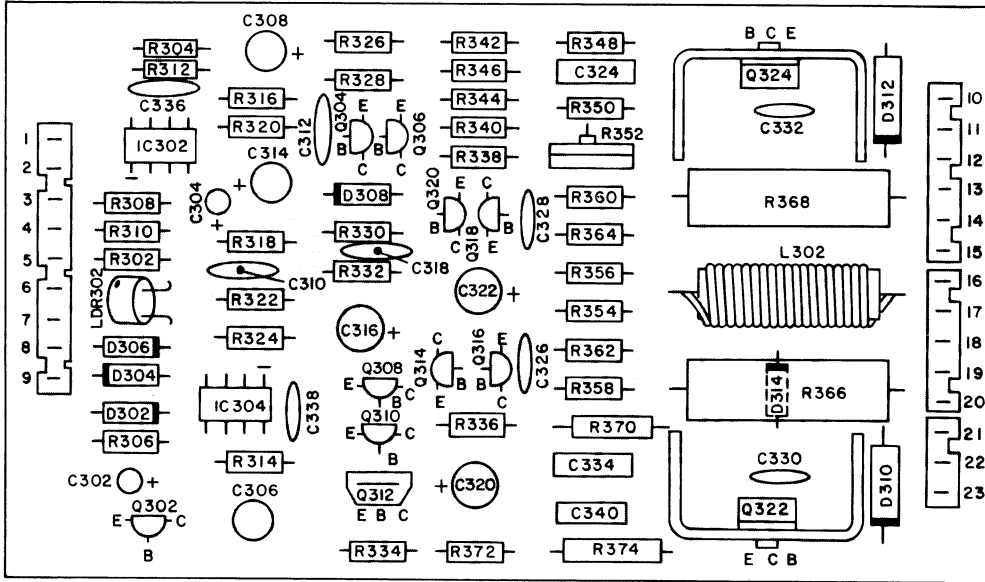 C308
R304
R312
C336
1C302
R316
R320
C312
C314
C304
R326
R328
Q304
E
B
C
E
C
Q306
D308
R330
C318
R332
R342
R346
R344
R340
R338
Q320
E
B
C
Q318
C
B
E
C328
R348
C324
R350
R352
R360
R364
R356
R354
R362
R358
B C E
Q324
C332
D312
R368
L302
1
2
3
4
5
6
7
8
9
R308
R310
R302
LDR302
D306
D304
D302
R306
C302
Q302
E
C
B
R318
C310
R322
R324
1C304
C338
R314
C306
C316
C322
Q308
E
C
B
Q310
E
C
B
Q312
E B C
R334
Q314
C
B
E
Q316
E
B
C
C326
R336
C320
R372
R370
C334
C340
R374
D314
R366
C330
Q322
E C B
D310
10
11
12
13
14
15
16
17
18
19
20
21
22
23